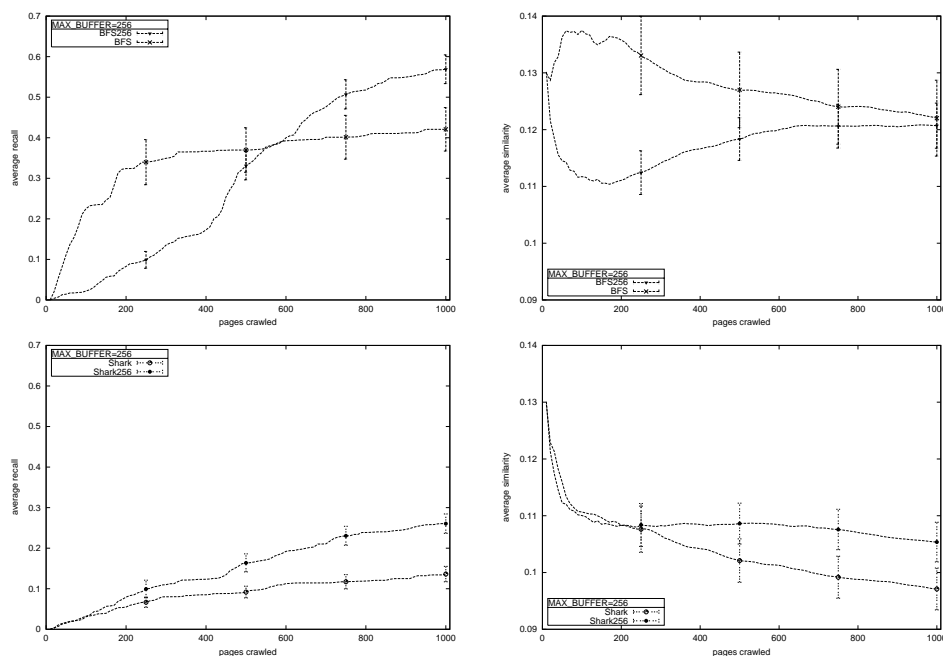 MAX_BUFFER=256
BFS256
BFS
0.7
0.6
0.5
0.4
0.3
0.2
0.1
0
average recall
0 200 400 600 800 1000
pages crawled
0.14
0.13
0.12
0.11
0.1
0.09
average similarity
MAX_BUFFER=256
BFS256
BFS
0 200 400 600 800 1000
pages crawled
MAX_BUFFER=256
Shark
Shark256
0.7
0.6
0.5
0.4
0.3
0.2
0.1
0
average recall
0 200 400 600 800 1000
pages crawled
0.14
0.13
0.12
0.11
0.1
0.09
average similarity
MAX_BUFFER=256
Shark
Shark256
0 200 400 600 800 1000
pages crawled